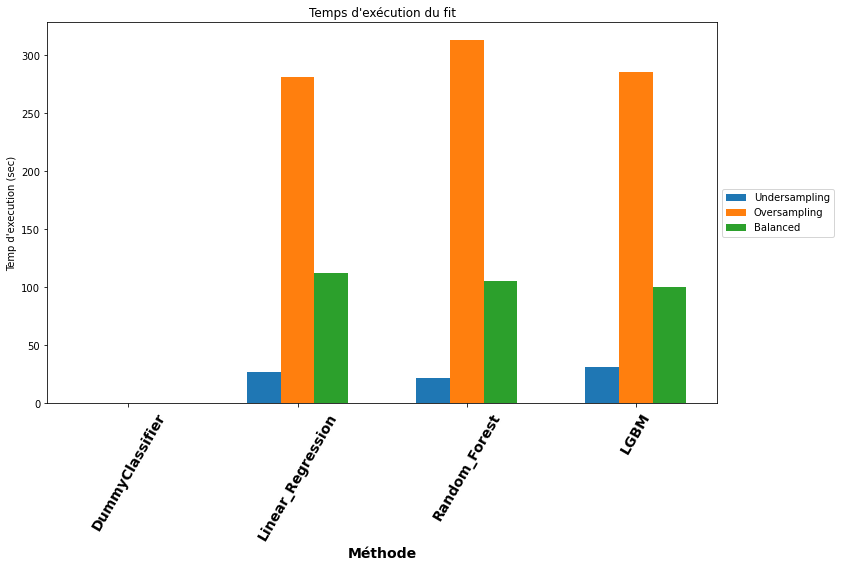 Temps d'exécution du fit
Temp d'execution (sec)
300
250
200
150
100
50
0
Undersampling
Oversampling
Balanced
DummyClassifier
Linear_Regression
Random_Forest
LGBM
Méthode